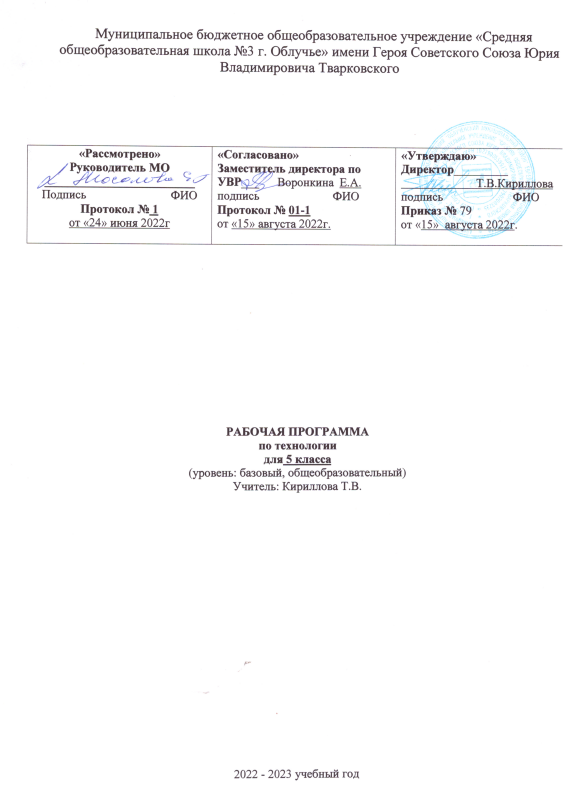 Муниципальное бюджетное общеобразовательное учреждение «Средняя
общеобразовательная школа №3 г. Облучье» имени Героя Советского Союза Юрия
Владимировича Тварковского
«Рассмотрено»
Руководитель МО
Подпись ФИО
Протокол № 1
от «24» июня 2022г
«Согласовано»
Заместитель директора по
УВР Воронкина Е.А.
подпись ФИО
Протокол № 01-1
от «15» августа 2022г.
«Утверждаю»
Директор
Т.В.Кириллова
подпись ФИО
Приказ № 79
от «15» августа 2022г.
РАБОЧАЯ ПРОГРАММА
по технологии
для 5 класса
(уровень: базовый, общеобразовательный)
Учитель: Кириллова Т.В.
2022 - 2023 учебный год